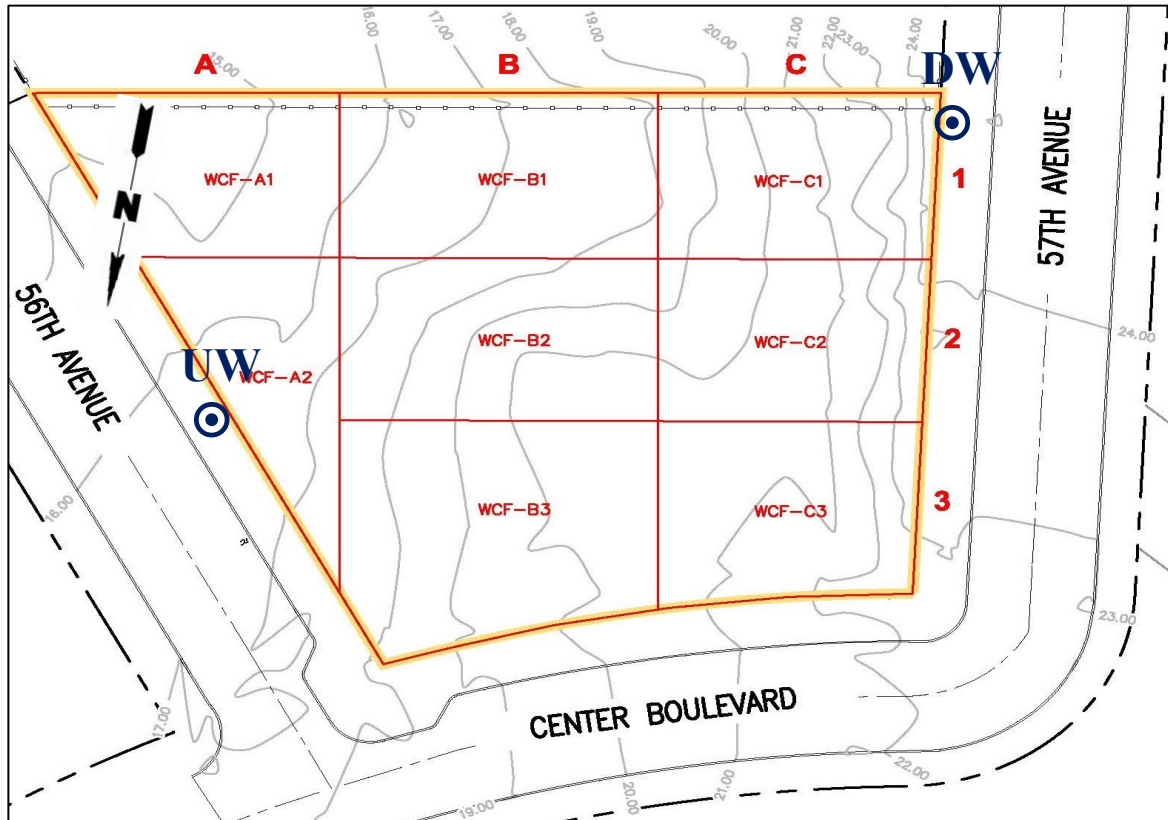 16.00
17.00
18.00
19.00
20.00
21.00
22.00
23.00
24.00
A
B
C
DW
15.00
WCF-A1
WCF-B1
WCF-C1
1
57TH AVENUE
N
56TH AVENUE
UW
WCF-A2
WCF-B2
WCF-C2
2
24.00
16.00
WCF-B3
WCF-C3
3
23.00
17.00
CENTER BOULEVARD
19.00
20.00
21.00
22.00